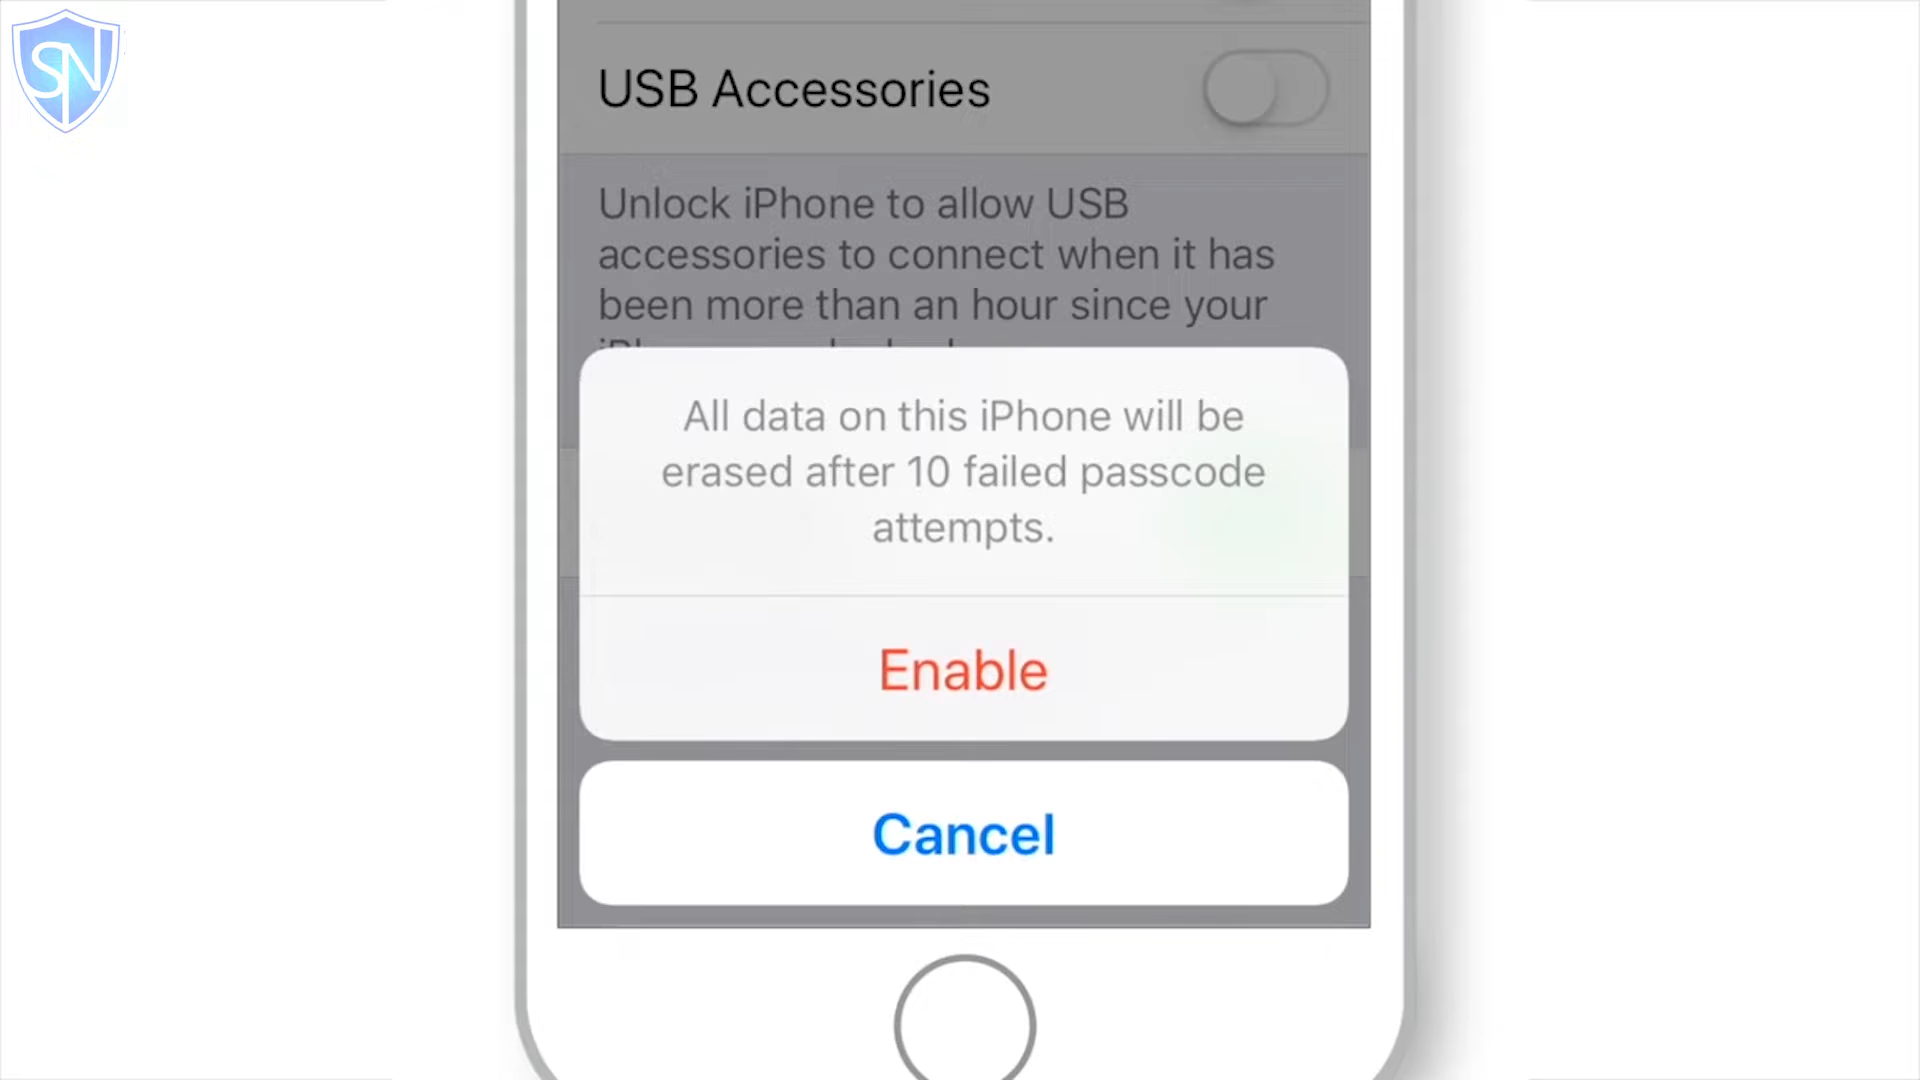 SN
USB Accessories
Unlock iPhone to allow USB
accessories to connect when it has
been more than an hour since your
All data on this iPhone will be
erased after 10 failed passcode
attempts.
Enable
Cancel